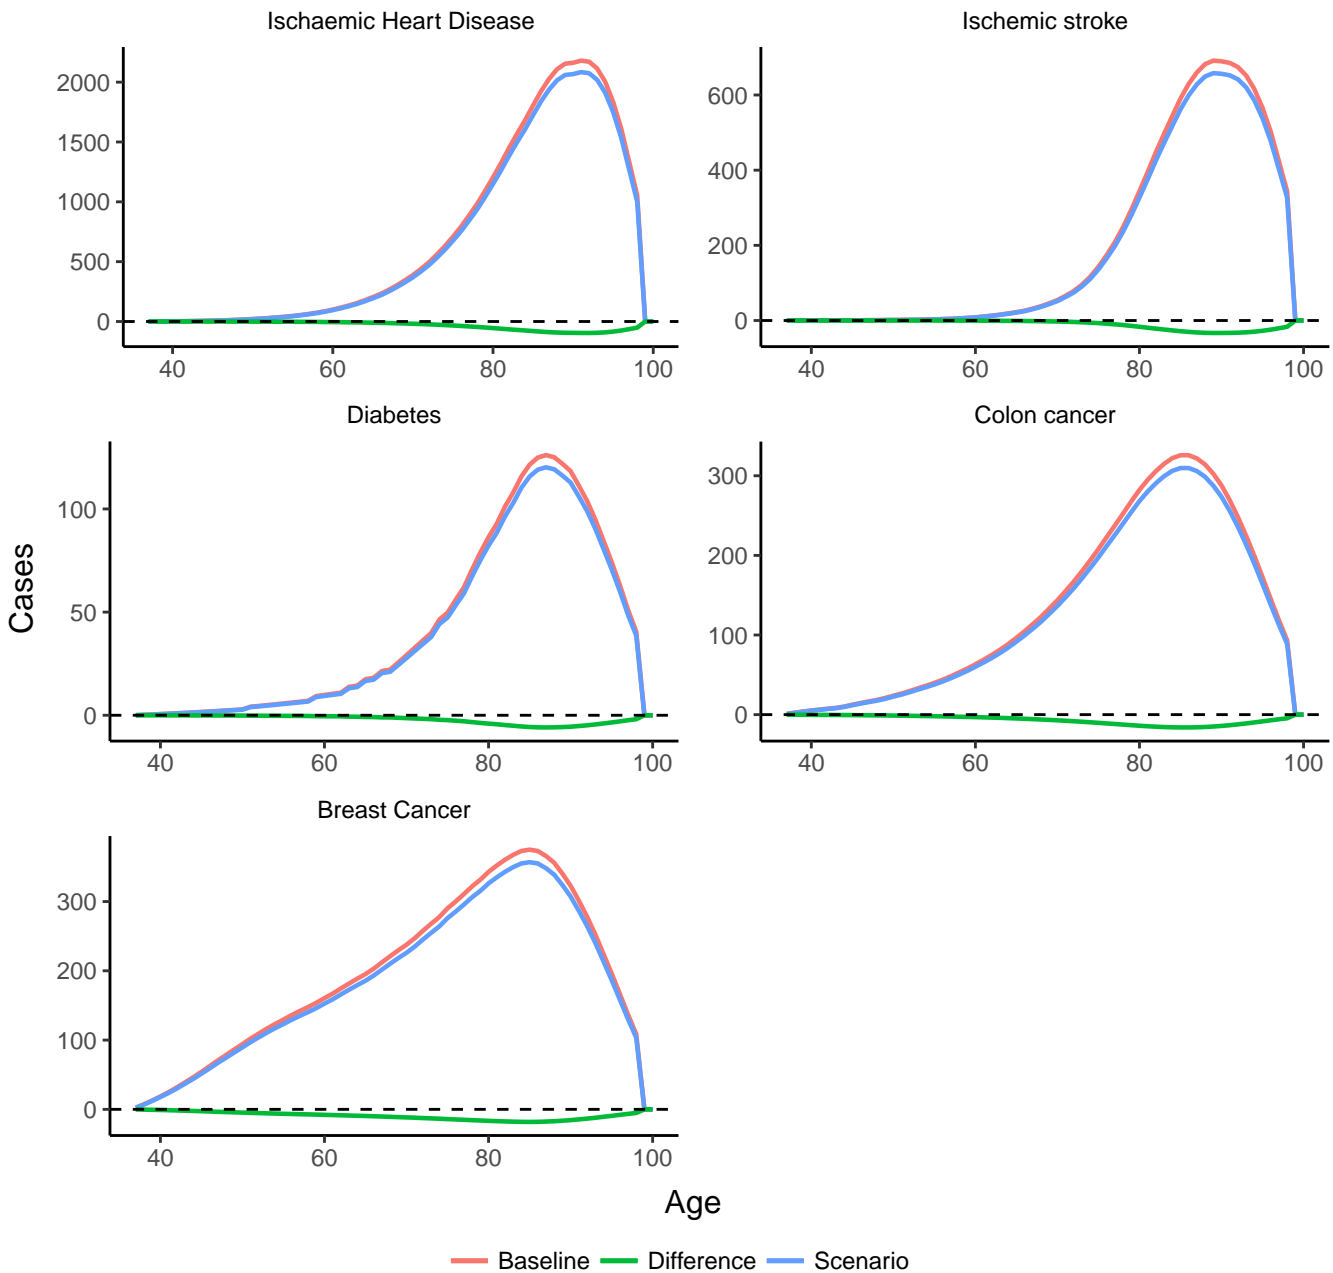 Ischaemic Heart Disease
2000
1500
1000
500
0
40 60 80 100
Ischemic stroke
600
400
200
0
40 60 80 100
Diabetes
100
50
0
40 60 80 100
Colon cancer
300
200
100
0
40 60 80 100
Breast Cancer
300
200
100
0
40 60 80 100
Cases
Age
Baseline Difference Scenario